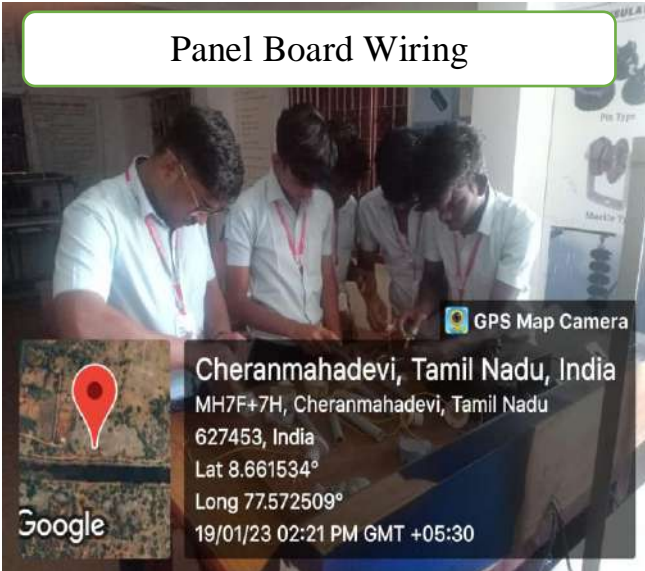 Panel Board Wiring
Pin Type
GPS Map Camera
Cheranmahadevi, Tamil Nadu, India
MH7F+7H, Cheranmahadevi, Tamil Nadu
627453, India
Lat 8.661534°
Long 77.572509°
19/01/23 02:21 PM GMT +05:30
Google